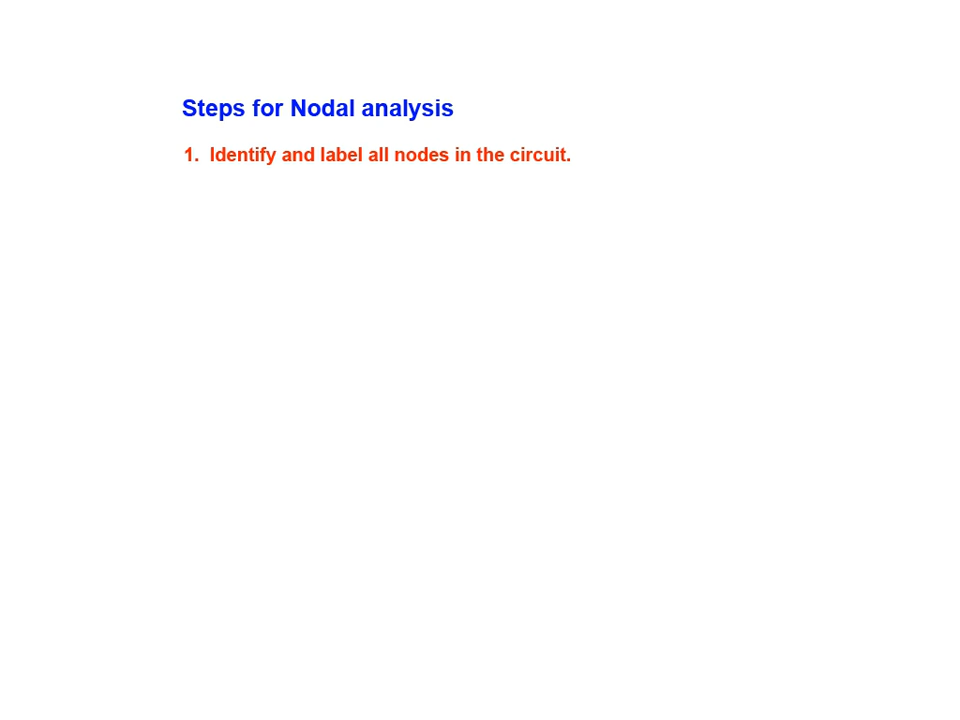 Steps for Nodal analysis
1. Identify and label all nodes in the circuit.